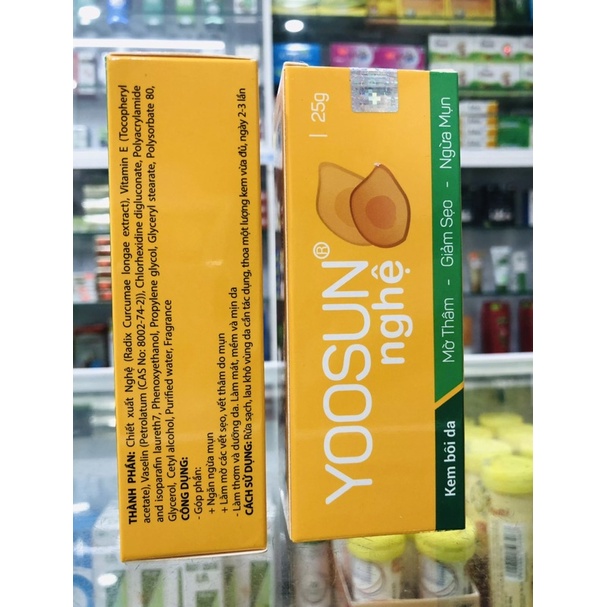 THÀNH PHẦN: Chiết xuất Nghệ (Radix Curcumae longae extract), Vitamin E (Tocopheryl
acetate), Vaselin (Petrolatum (CAS No: 8002-74-2)), Chlorhexidine digluconate, Polyacrylamide
and isoparafin laureth7, Phenoxyethanol, Propylene glycol, Glyceryl stearate, Polysorbate 80,
Glycerol, Cetyl alcohol, Purified water, Fragrance
CÔNG DỤNG:
- Góp phần:
+ Ngăn ngừa mụn
+ Làm mờ các vết sẹo, vết thâm do mụn
- Làm thơm và dưỡng da. Làm mát, mềm và mịn da
CÁCH SỬ DỤNG: Rửa sạch, lau khô vùng da cần tác dụng, thoa một lượng kem vừa đủ, ngày 2-3 lần
25g
YOOSUN®
nghệ
Mờ Thâm - Giảm Sẹo - Ngừa Mụn
Kem bôi da